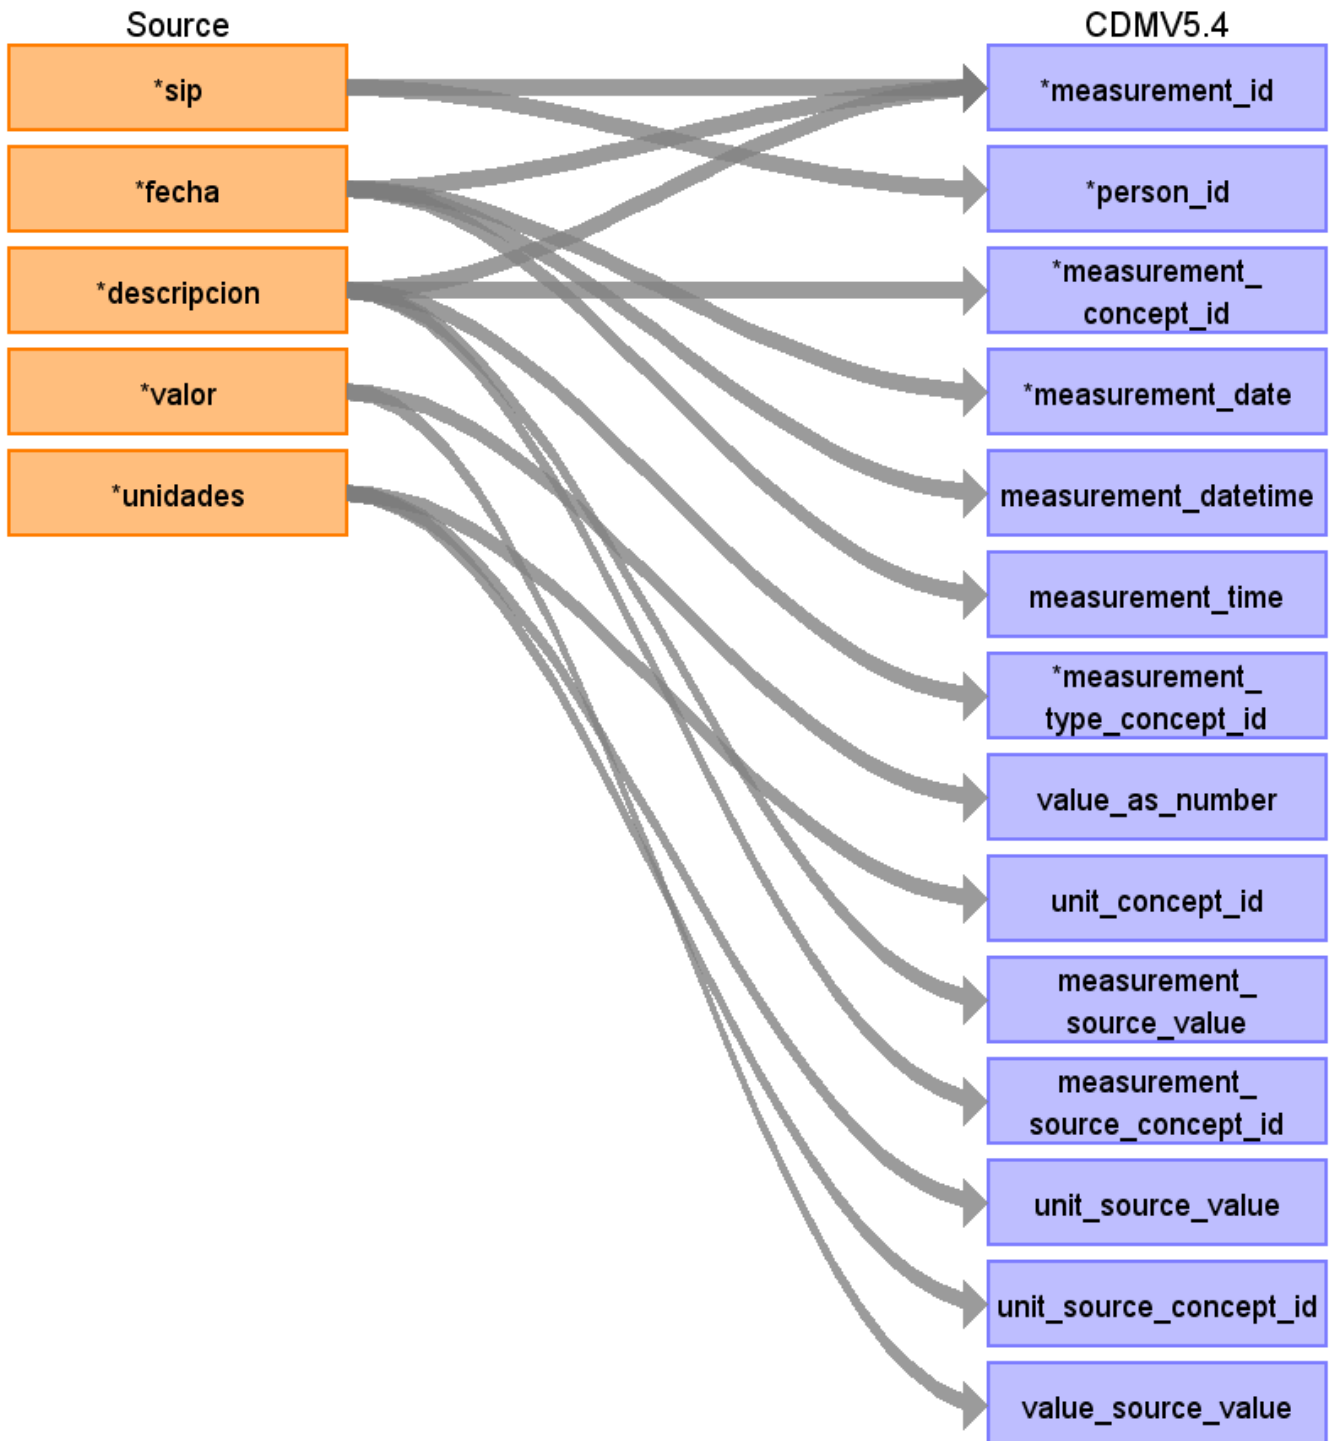 Source
*sip
*fecha
*descripcion
*valor
*unidades
CDMV5.4
*measurement_id
*person_id
*measurement_
concept_id
*measurement_date
measurement_datetime
measurement_time
*measurement_
type_concept_id
value_as_number
unit_concept_id
measurement_
source_value
measurement_
source_concept_id
unit_source_value
unit_source_concept_id
value_source_value